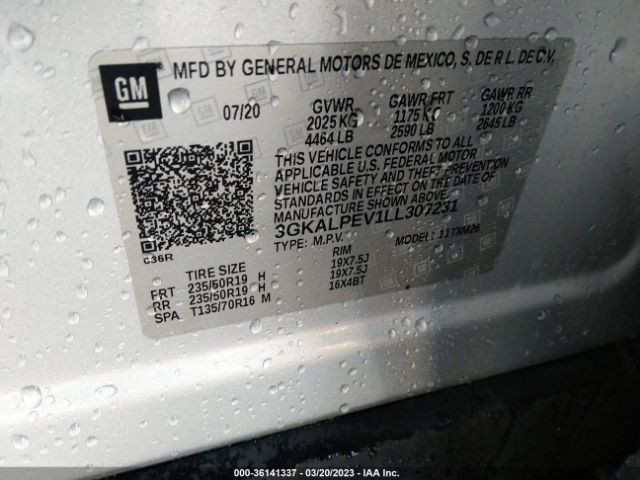 GM
MFD BY GENERAL MOTORS DE MEXICO, S. DE R L. DE C.V.
07/20 GVWR GAWR FRT GAWR RR
2025 KG 1175 KG 1200 KG
4464 LB 2590 LB 2645 LB
THIS VEHICLE CONFORMS TO ALL
APPLICABLE U.S. FEDERAL MOTOR
VEHICLE SAFETY AND THEFT PREVENTION
STANDARDS IN EFFECT ON THE DATE OF
MANUFACTURE SHOWN ABOVE.
3GKALPEV1LL307231
TYPE: M.P.V. MODEL: 11TXM26
C36R
TIRE SIZE RIM
FRT 235/50R19 H 19X7.5J
RR 235/50R19 H 19X7.5J
SPA T135/70R16 M 16X4BT
000-36141337 - 03/20/2023 - IAA Inc.